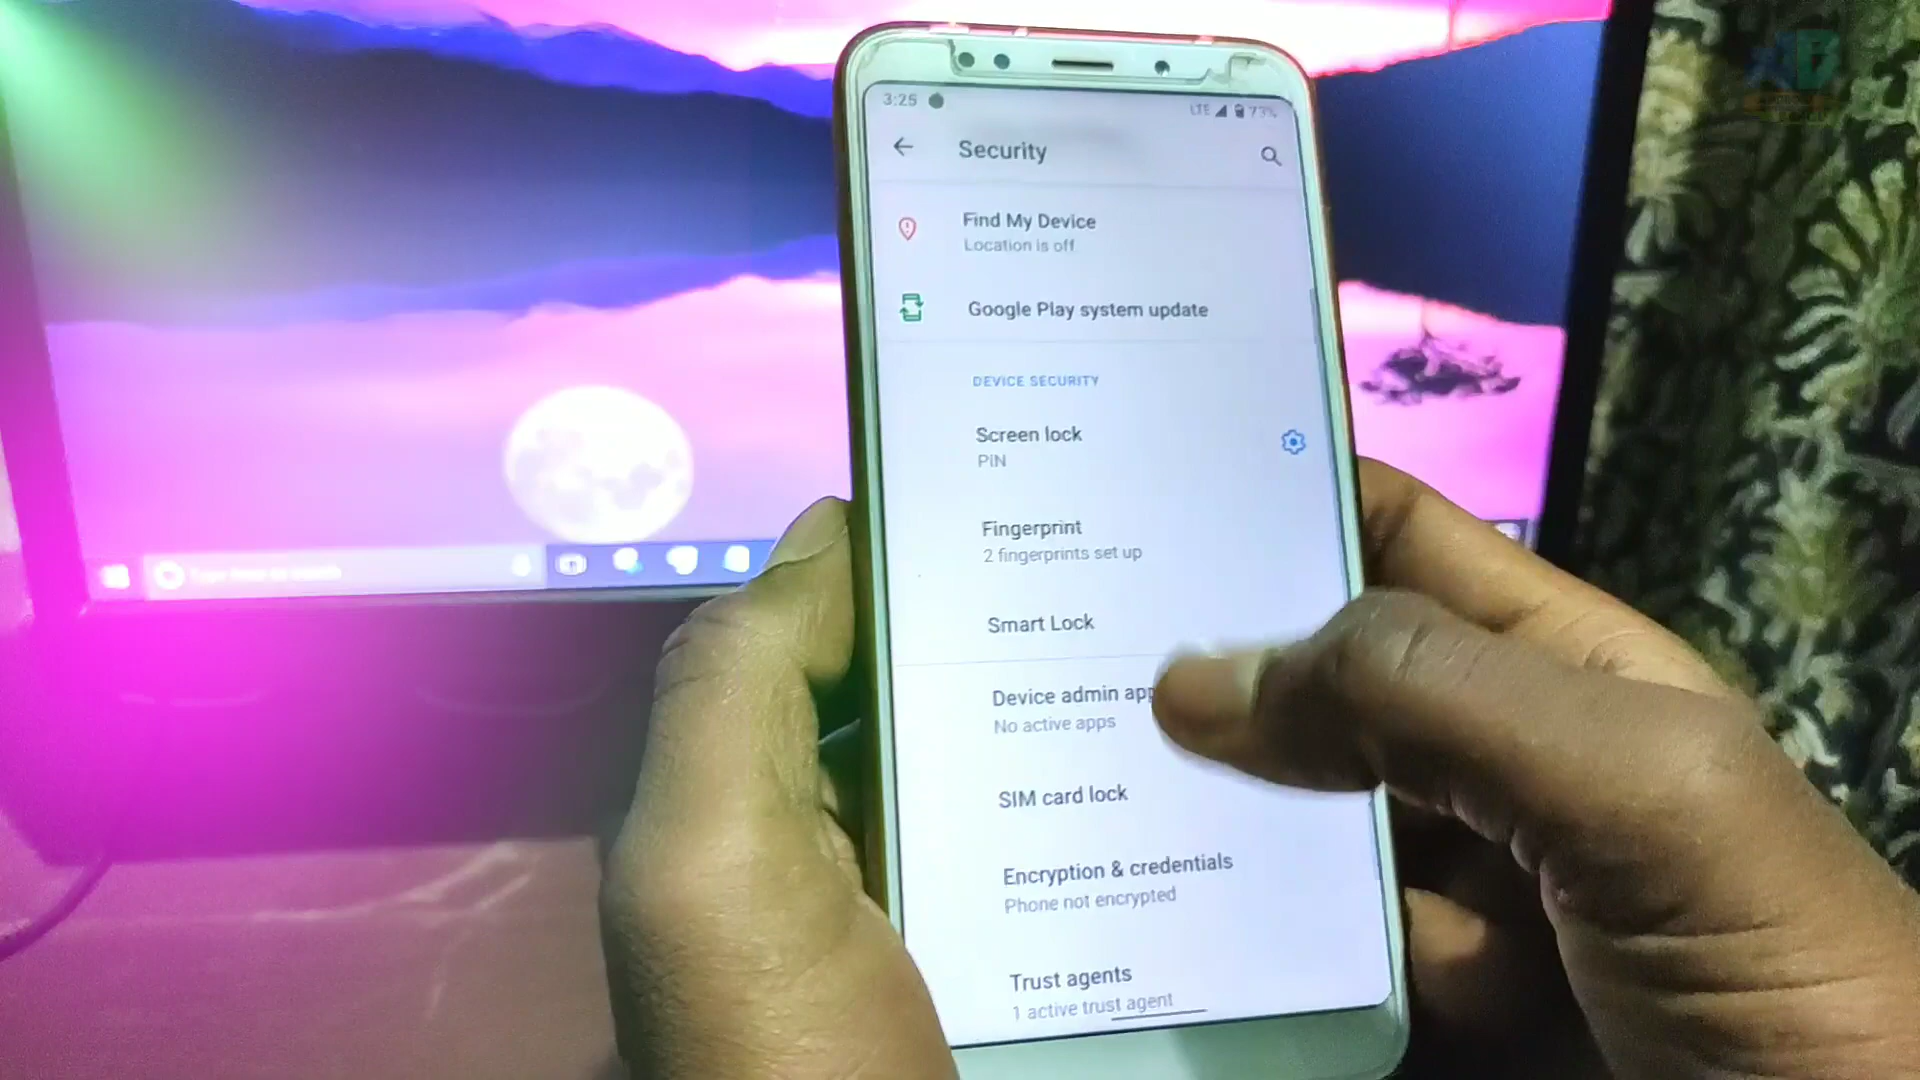 3:25
LTE 73%
Security
Find My Device
Location is off
Google Play system update
DEVICE SECURITY
Screen lock
PIN
Fingerprint
2 fingerprints set up
Smart Lock
Device admin app
No active apps
SIM card lock
Encryption & credentials
Phone not encrypted
Trust agents
1 active trust agent